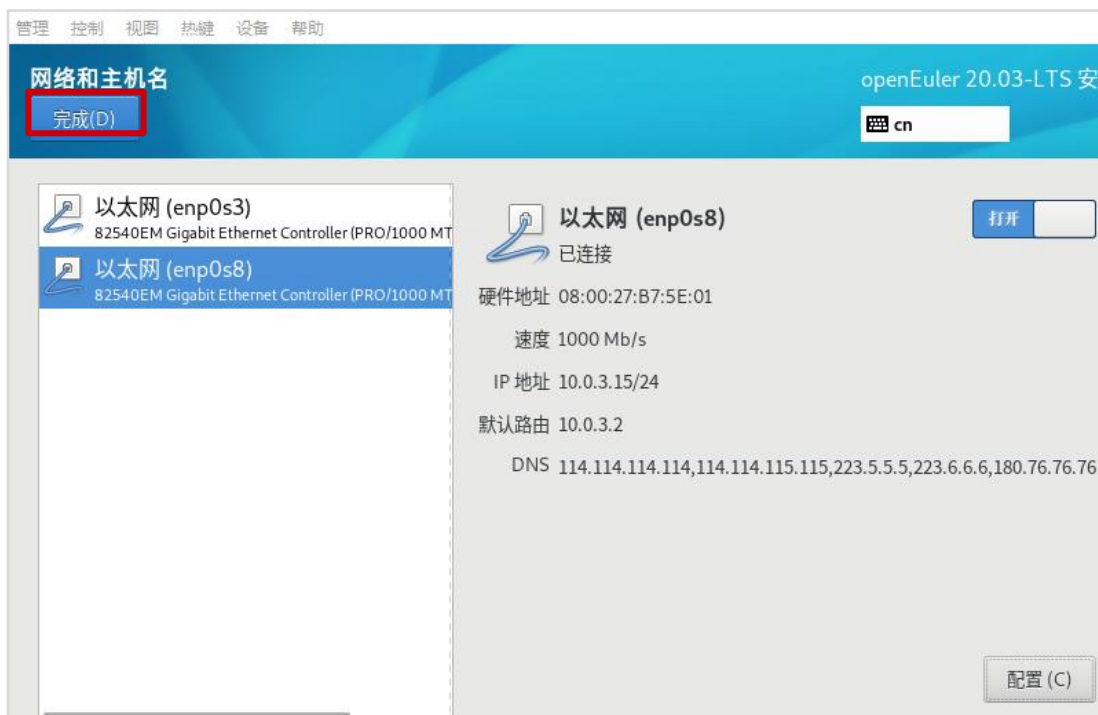 管理 控制 视图 热键 设备 帮助
网络和主机名
openEuler 20.03-LTS 安
完成(D)
cn
以太网 (enp0s3)
82540EM Gigabit Ethernet Controller (PRO/1000 MT
以太网 (enp0s8)
82540EM Gigabit Ethernet Controller (PRO/1000 MT
以太网 (enp0s8)
已连接
打开
硬件地址 08:00:27:B7:5E:01
速度 1000 Mb/s
IP 地址 10.0.3.15/24
默认路由 10.0.3.2
DNS 114.114.114.114,114.114.115.115,223.5.5.5,223.6.6.6,180.76.76.76
配置 (C)